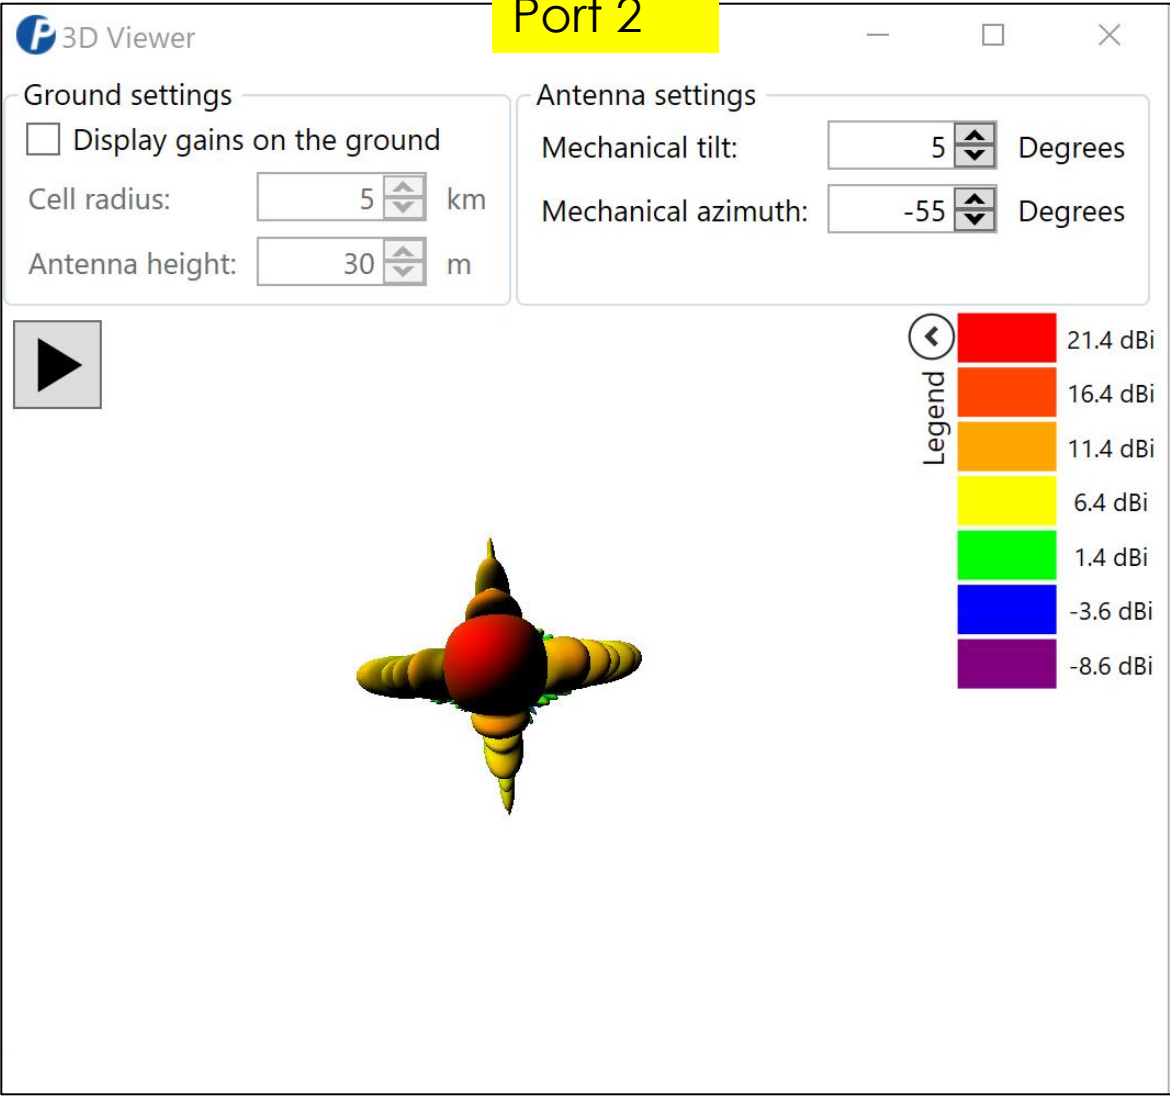 Port 2
3D Viewer
Ground settings
Display gains on the ground
Cell radius: 5 km
Antenna height: 30 m
Antenna settings
Mechanical tilt: 5 Degrees
Mechanical azimuth: -55 Degrees
Legend
21.4 dBi
16.4 dBi
11.4 dBi
6.4 dBi
1.4 dBi
-3.6 dBi
-8.6 dBi